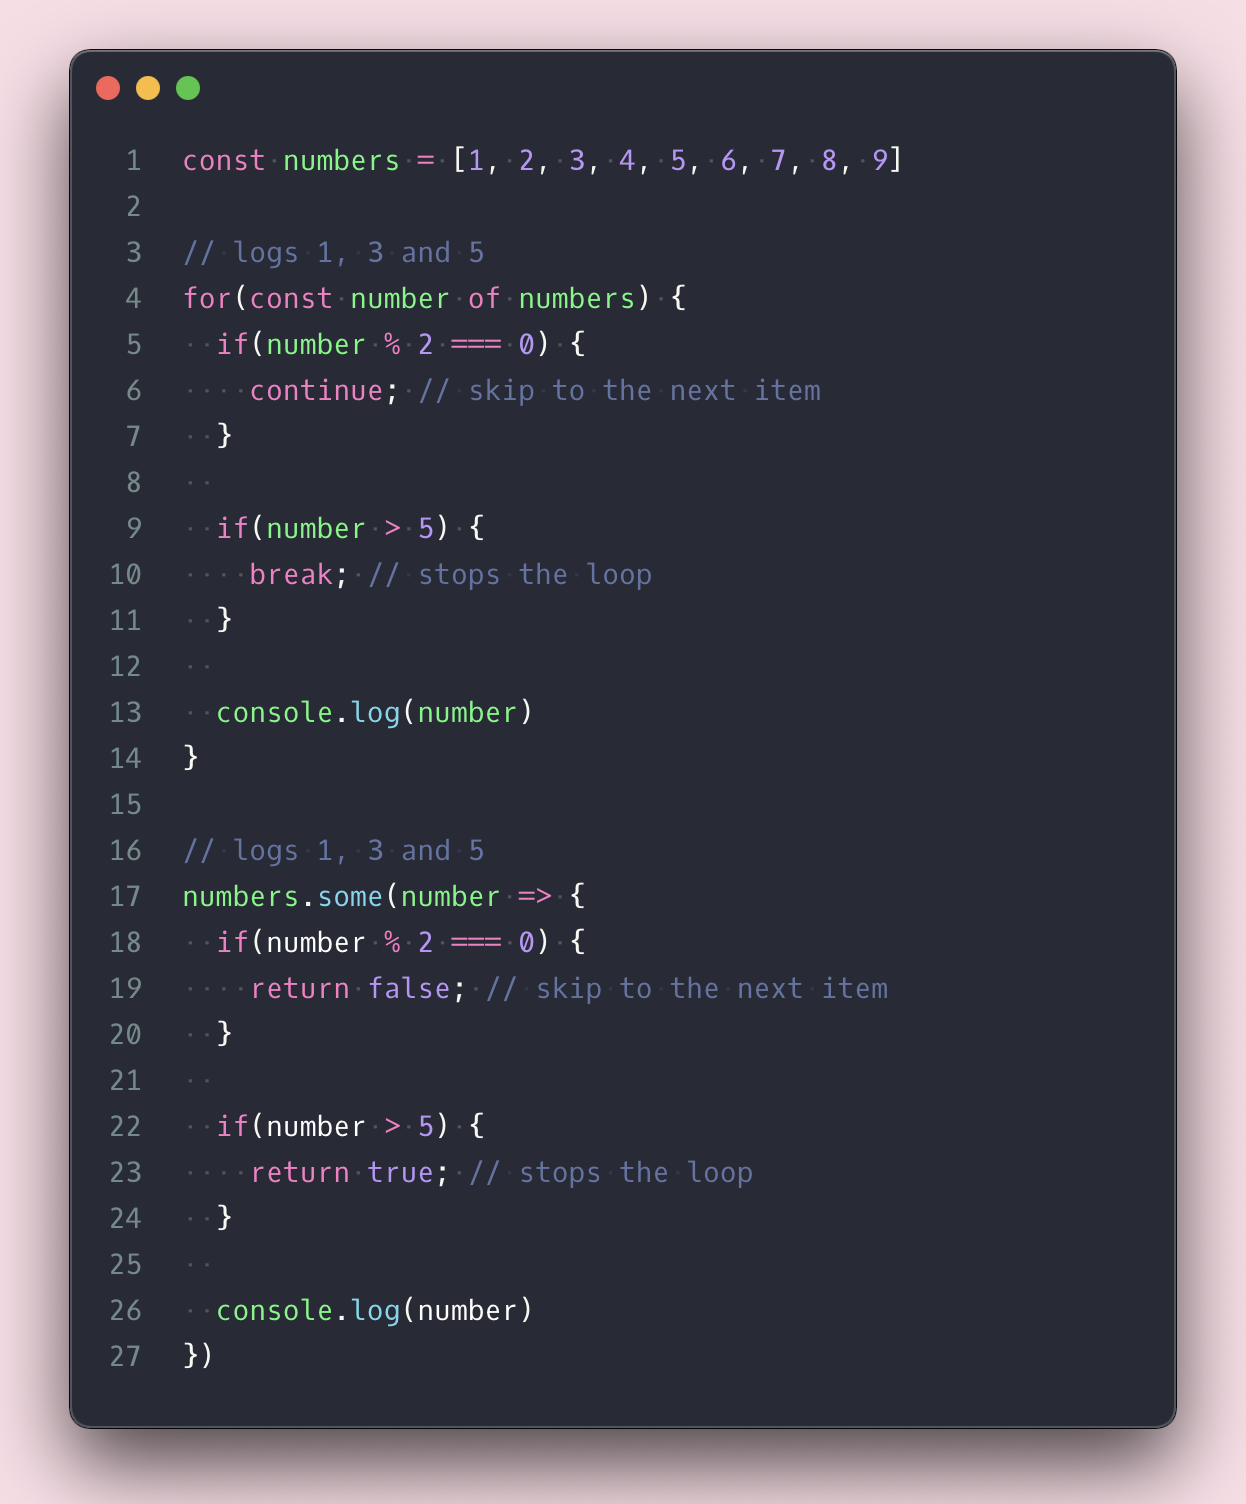 1 const numbers = [1, 2, 3, 4, 5, 6, 7, 8, 9]
2
3 // logs 1, 3 and 5
4 for(const number of numbers) {
5   if(number % 2 === 0) {
6     continue; // skip to the next item
7   }
8
9   if(number > 5) {
10     break; // stops the loop
11   }
12
13   console.log(number)
14 }
15
16 // logs 1, 3 and 5
17 numbers.some(number => {
18   if(number % 2 === 0) {
19     return false; // skip to the next item
20   }
21
22   if(number > 5) {
23     return true; // stops the loop
24   }
25
26   console.log(number)
27 })